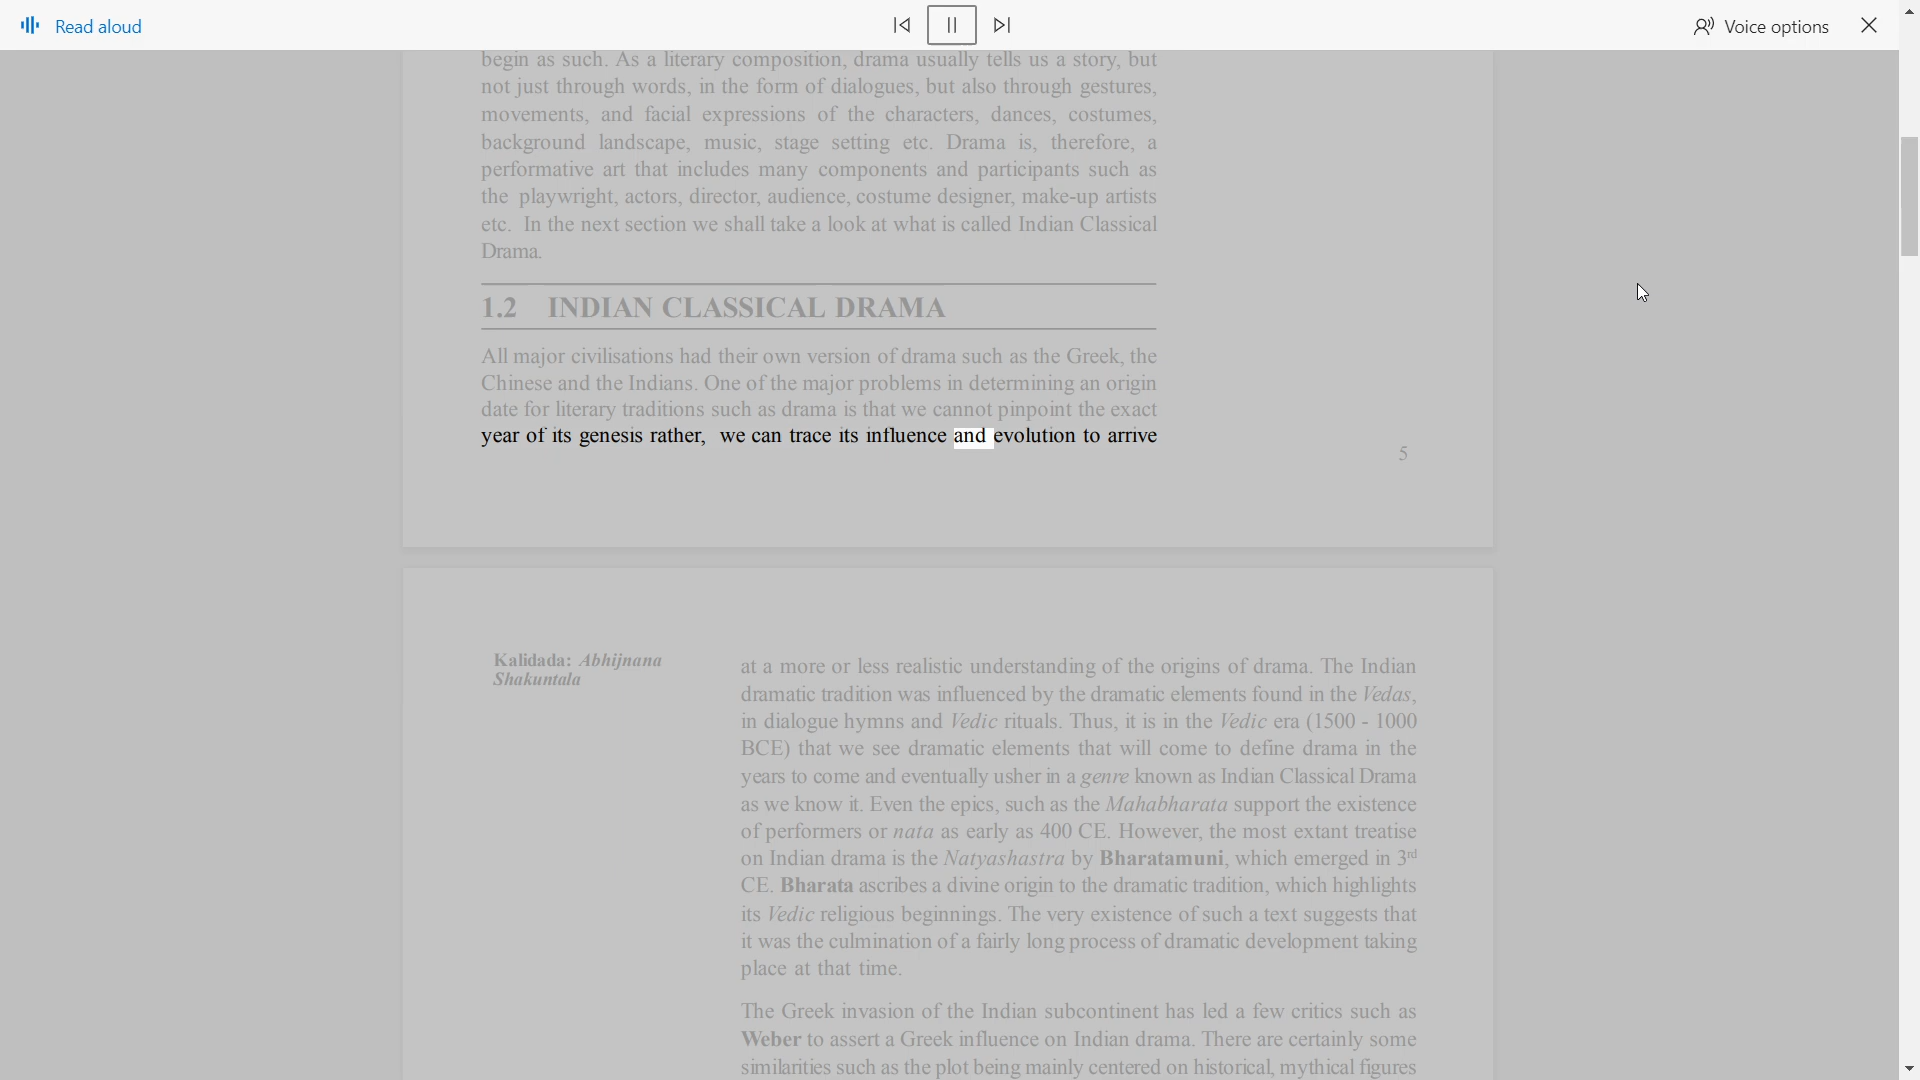 Read aloud
Voice options
begin as such. As a literary composition, drama usually tells us a story, but
not just through words, in the form of dialogues, but also through gestures,
movements, and facial expressions of the characters, dances, costumes,
background landscape, music, stage setting etc. Drama is, therefore, a
performative art that includes many components and participants such as
the playwright, actors, director, audience, costume designer, make-up artists
etc. In the next section we shall take a look at what is called Indian Classical
Drama.
1.2 INDIAN CLASSICAL DRAMA
All major civilisations had their own version of drama such as the Greek, the
Chinese and the Indians. One of the major problems in determining an origin
date for literary traditions such as drama is that we cannot pinpoint the exact
year of its genesis rather, we can trace its influence and evolution to arrive
5
Kalidada: Abhijnana
Shakuntala
at a more or less realistic understanding of the origins of drama. The Indian
dramatic tradition was influenced by the dramatic elements found in the Vedas,
in dialogue hymns and Vedic rituals. Thus, it is in the Vedic era (1500 - 1000
BCE) that we see dramatic elements that will come to define drama in the
years to come and eventually usher in a genre known as Indian Classical Drama
as we know it. Even the epics, such as the Mahabharata support the existence
of performers or nata as early as 400 CE. However, the most extant treatise
on Indian drama is the Natyashastra by Bharatamuni, which emerged in 3rd
CE. Bharata ascribes a divine origin to the dramatic tradition, which highlights
its Vedic religious beginnings. The very existence of such a text suggests that
it was the culmination of a fairly long process of dramatic development taking
place at that time.
The Greek invasion of the Indian subcontinent has led a few critics such as
Weber to assert a Greek influence on Indian drama. There are certainly some
similarities such as the plot being mainly centered on historical, mythical figures